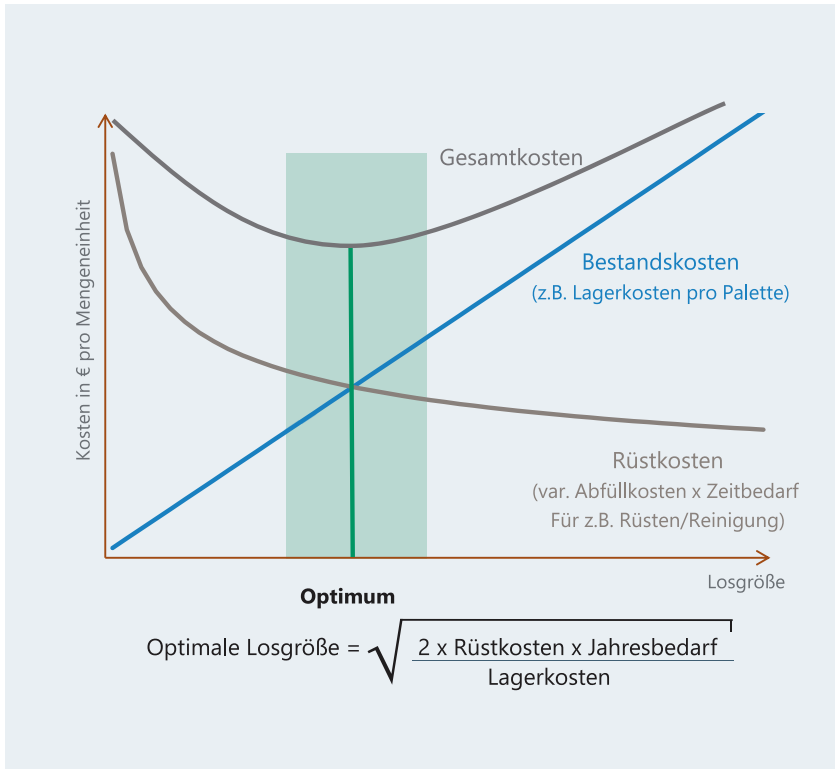 Gesamtkosten
Kosten in € pro Mengeneinheit
Bestandskosten
(z.B. Lagerkosten pro Palette)
Rüstkosten
(var. Abfüllkosten x Zeitbedarf
Für z.B. Rüsten/Reinigung)
Losgröße
Optimum
Optimale Losgröße = √ 2 x Rüstkosten x Jahresbedarf
Lagerkosten